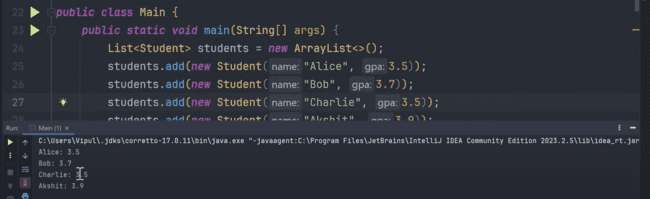 22 public class Main {
23 public static void main(String[] args) {
24 List<Student> students = new ArrayList<>();
25 students.add(new Student( name: "Alice", gpa: 3.5));
26 students.add(new Student( name: "Bob", gpa: 3.7));
27 students.add(new Student( name: "Charlie", gpa: 3.5));
28 students.add(new Student( name: "Akshit", gpa: 3.9));
Run: Main (1) ×
C:\Users\Vipul\.jdks\corretto-17.0.11\bin\java.exe "-javaagent:C:\Program Files\JetBrains\IntelliJ IDEA Community Edition 2023.2.5\lib\idea_rt.jar
Alice: 3.5
Bob: 3.7
Charlie: 3.5
Akshit: 3.9